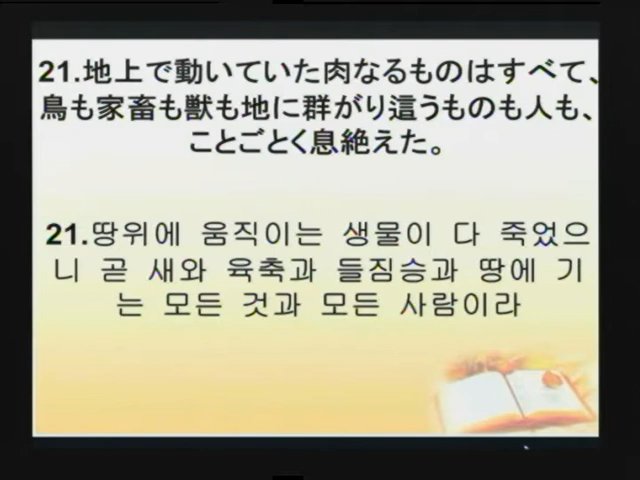 21.地上で動いていた肉なるものはすべて、
鳥も家畜も獣も地に群がり這うものも人も、
ことごとく息絶えた。
21.땅위에 움직이는 생물이 다 죽었으
니 곧 새와 육축과 들짐승과 땅에 기
는 모든 것과 모든 사람이라